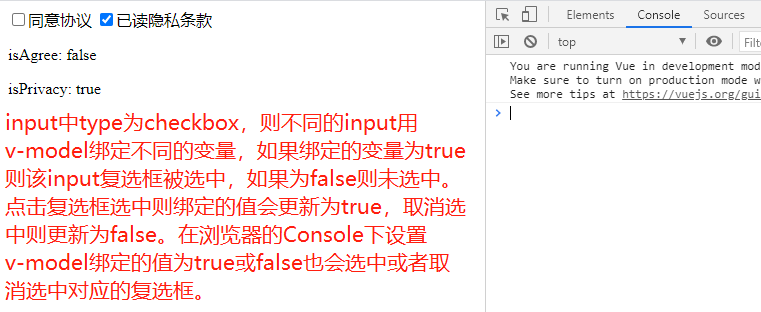 同意协议 已读隐私条款
isAgree: false
isPrivacy: true
input中type为checkbox，则不同的input用
v-model绑定不同的变量，如果绑定的变量为true
则该input复选框被选中，如果为false则未选中。
点击复选框选中则绑定的值会更新为true，取消选
中则更新为false。在浏览器的Console下设置
v-model绑定的值为true或false也会选中或者取
消选中对应的复选框。
Elements Console Sources
top Filte
You are running Vue in development mod
Make sure to turn on production mode w
See more tips at https://vuejs.org/gui